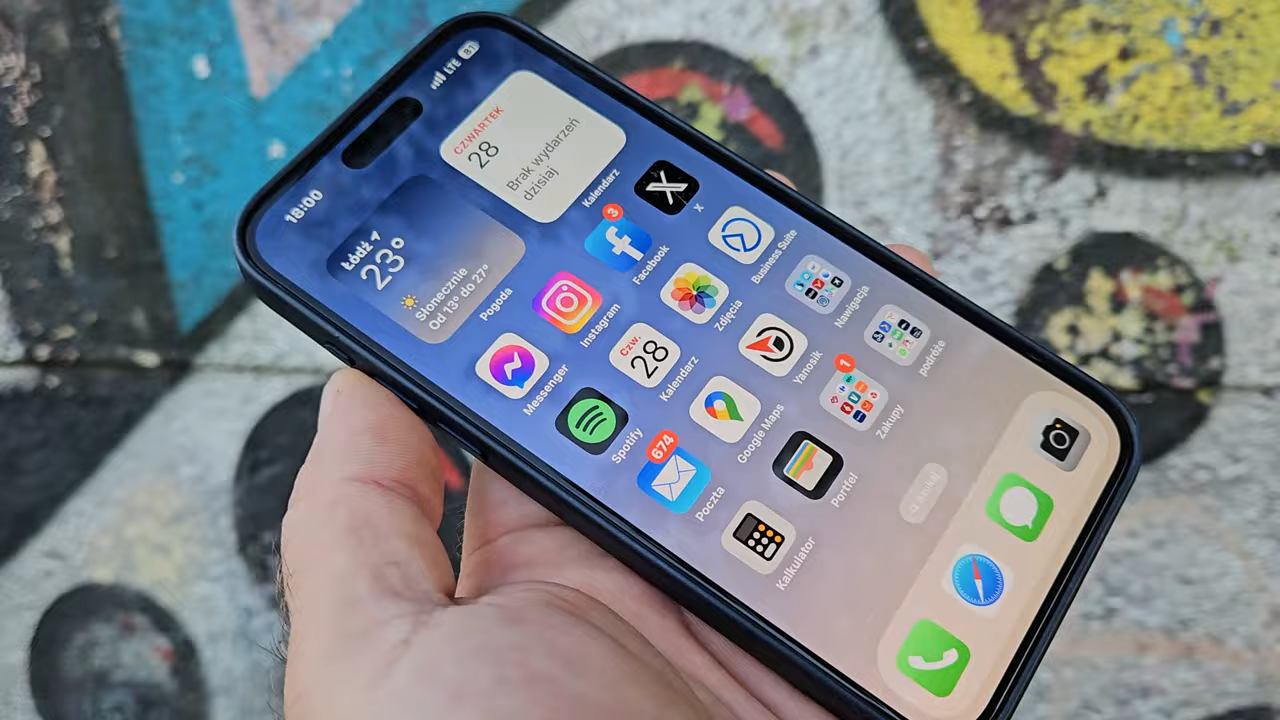 18:00
LTE 81
Łódź
23°
Słonecznie
Od 13° do 27°
Pogoda
CZWARTEK
28
Brak wydarzeń
dzisiaj
Kalendarz
Messenger
Instagram
3
Facebook
X
Spotify
Czw.
28
Kalendarz
Zdjęcia
Business Suite
674
Poczta
Google Maps
Yanosik
Nawigacja
Kalkulator
Portfel
1
Zakupy
podróże
Szukaj